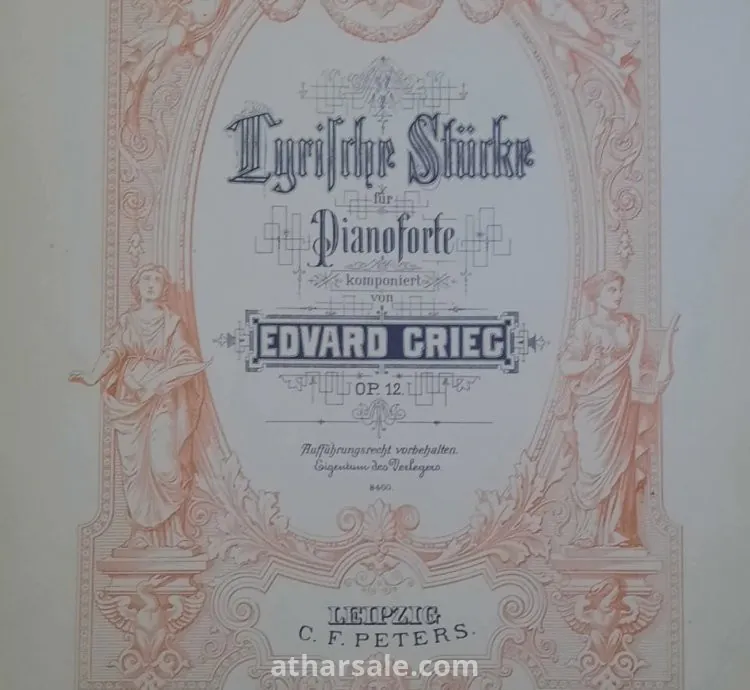 Lyrische Stücke
für
Pianoforte
komponiert
von
EDVARD GRIEG
OP. 12.
Aufführungsrecht vorbehalten.
Eigentum des Verlegers.
8460.
LEIPZIG
C. F. PETERS.
atharsale.com